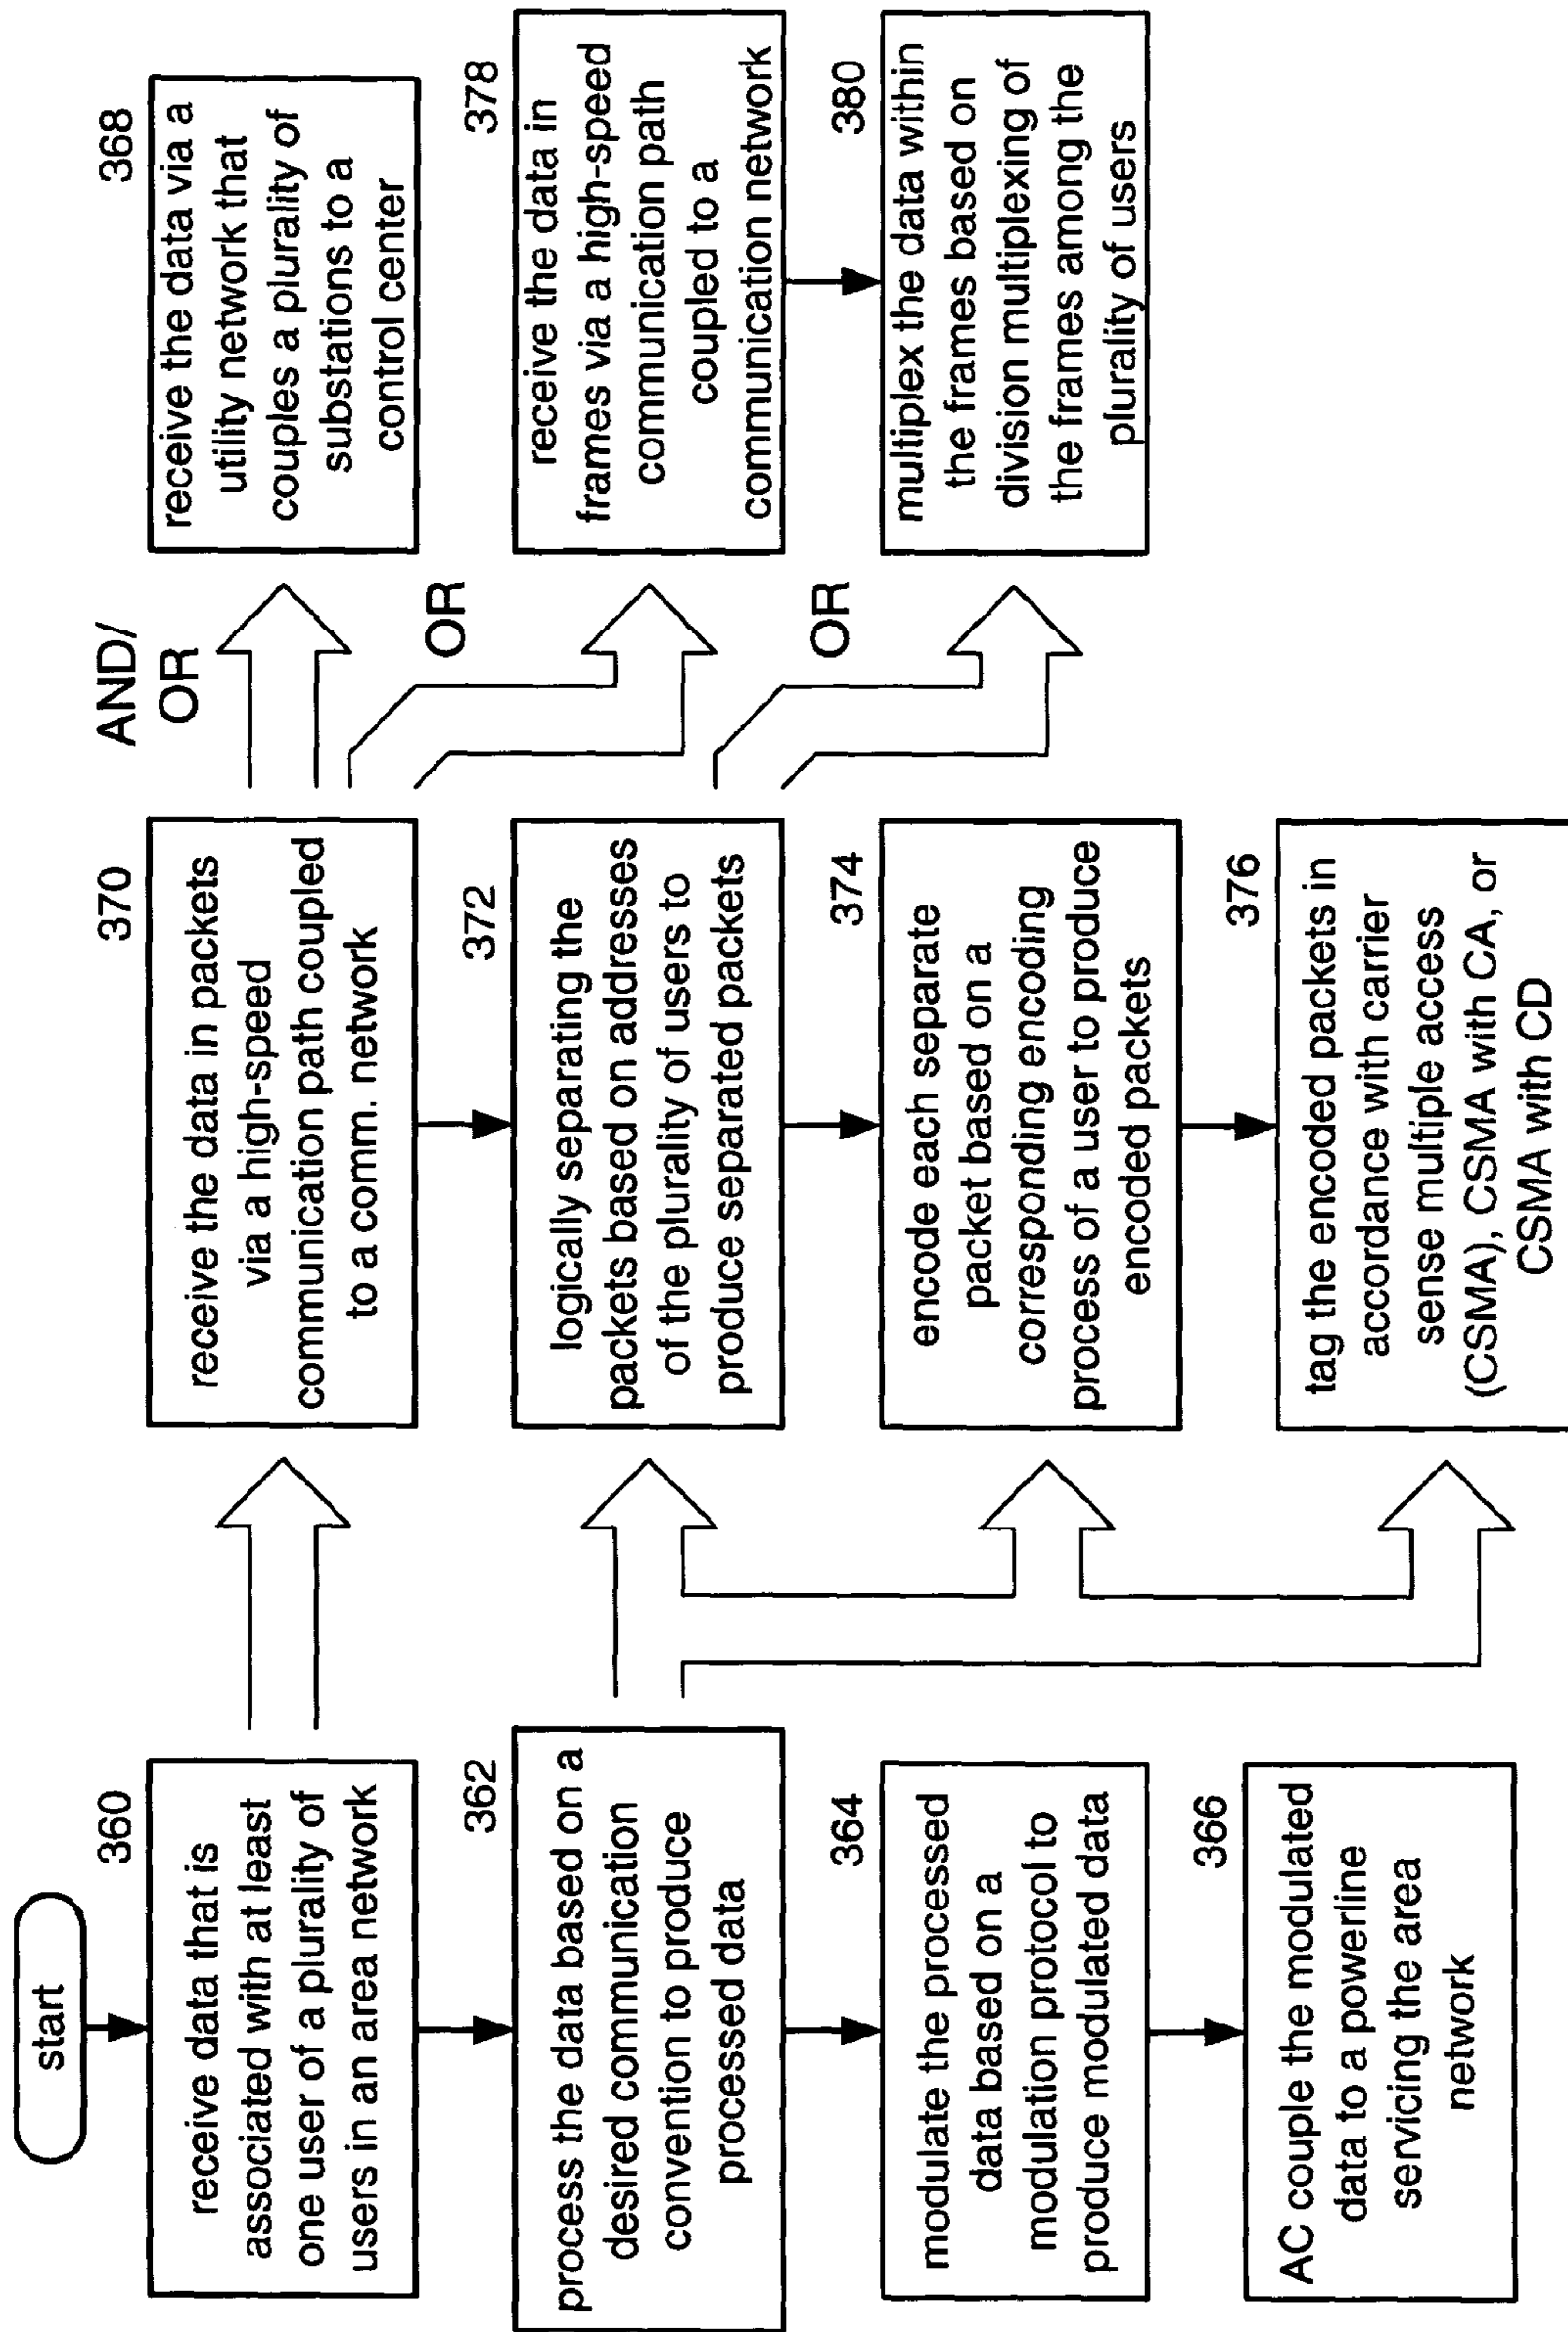 start
360
receive data that is
associated with at least
one user of a plurality of
users in an area network
362
process the data based on a
desired communication
convention to produce
processed data
364
modulate the processed
data based on a
modulation protocol to
produce modulated data
366
AC couple the modulated
data to a powerline
servicing the area
network
370
receive the data in packets
via a high-speed
communication path coupled
to a comm. network
372
logically separating the
packets based on addresses
of the plurality of users to
produce separated packets
374
encode each separate
packet based on a
corresponding encoding
process of a user to produce
encoded packets
376
tag the encoded packets in
accordance with carrier
sense multiple access
(CSMA), CSMA with CA, or
CSMA with CD
AND/
OR
OR
OR
368
receive the data via a
utility network that
couples a plurality of
substations to a
control center
378
receive the data in
frames via a high-speed
communication path
coupled to a
communication network
380
multiplex the data within
the frames based on
division multiplexing of
the frames among the
plurality of users